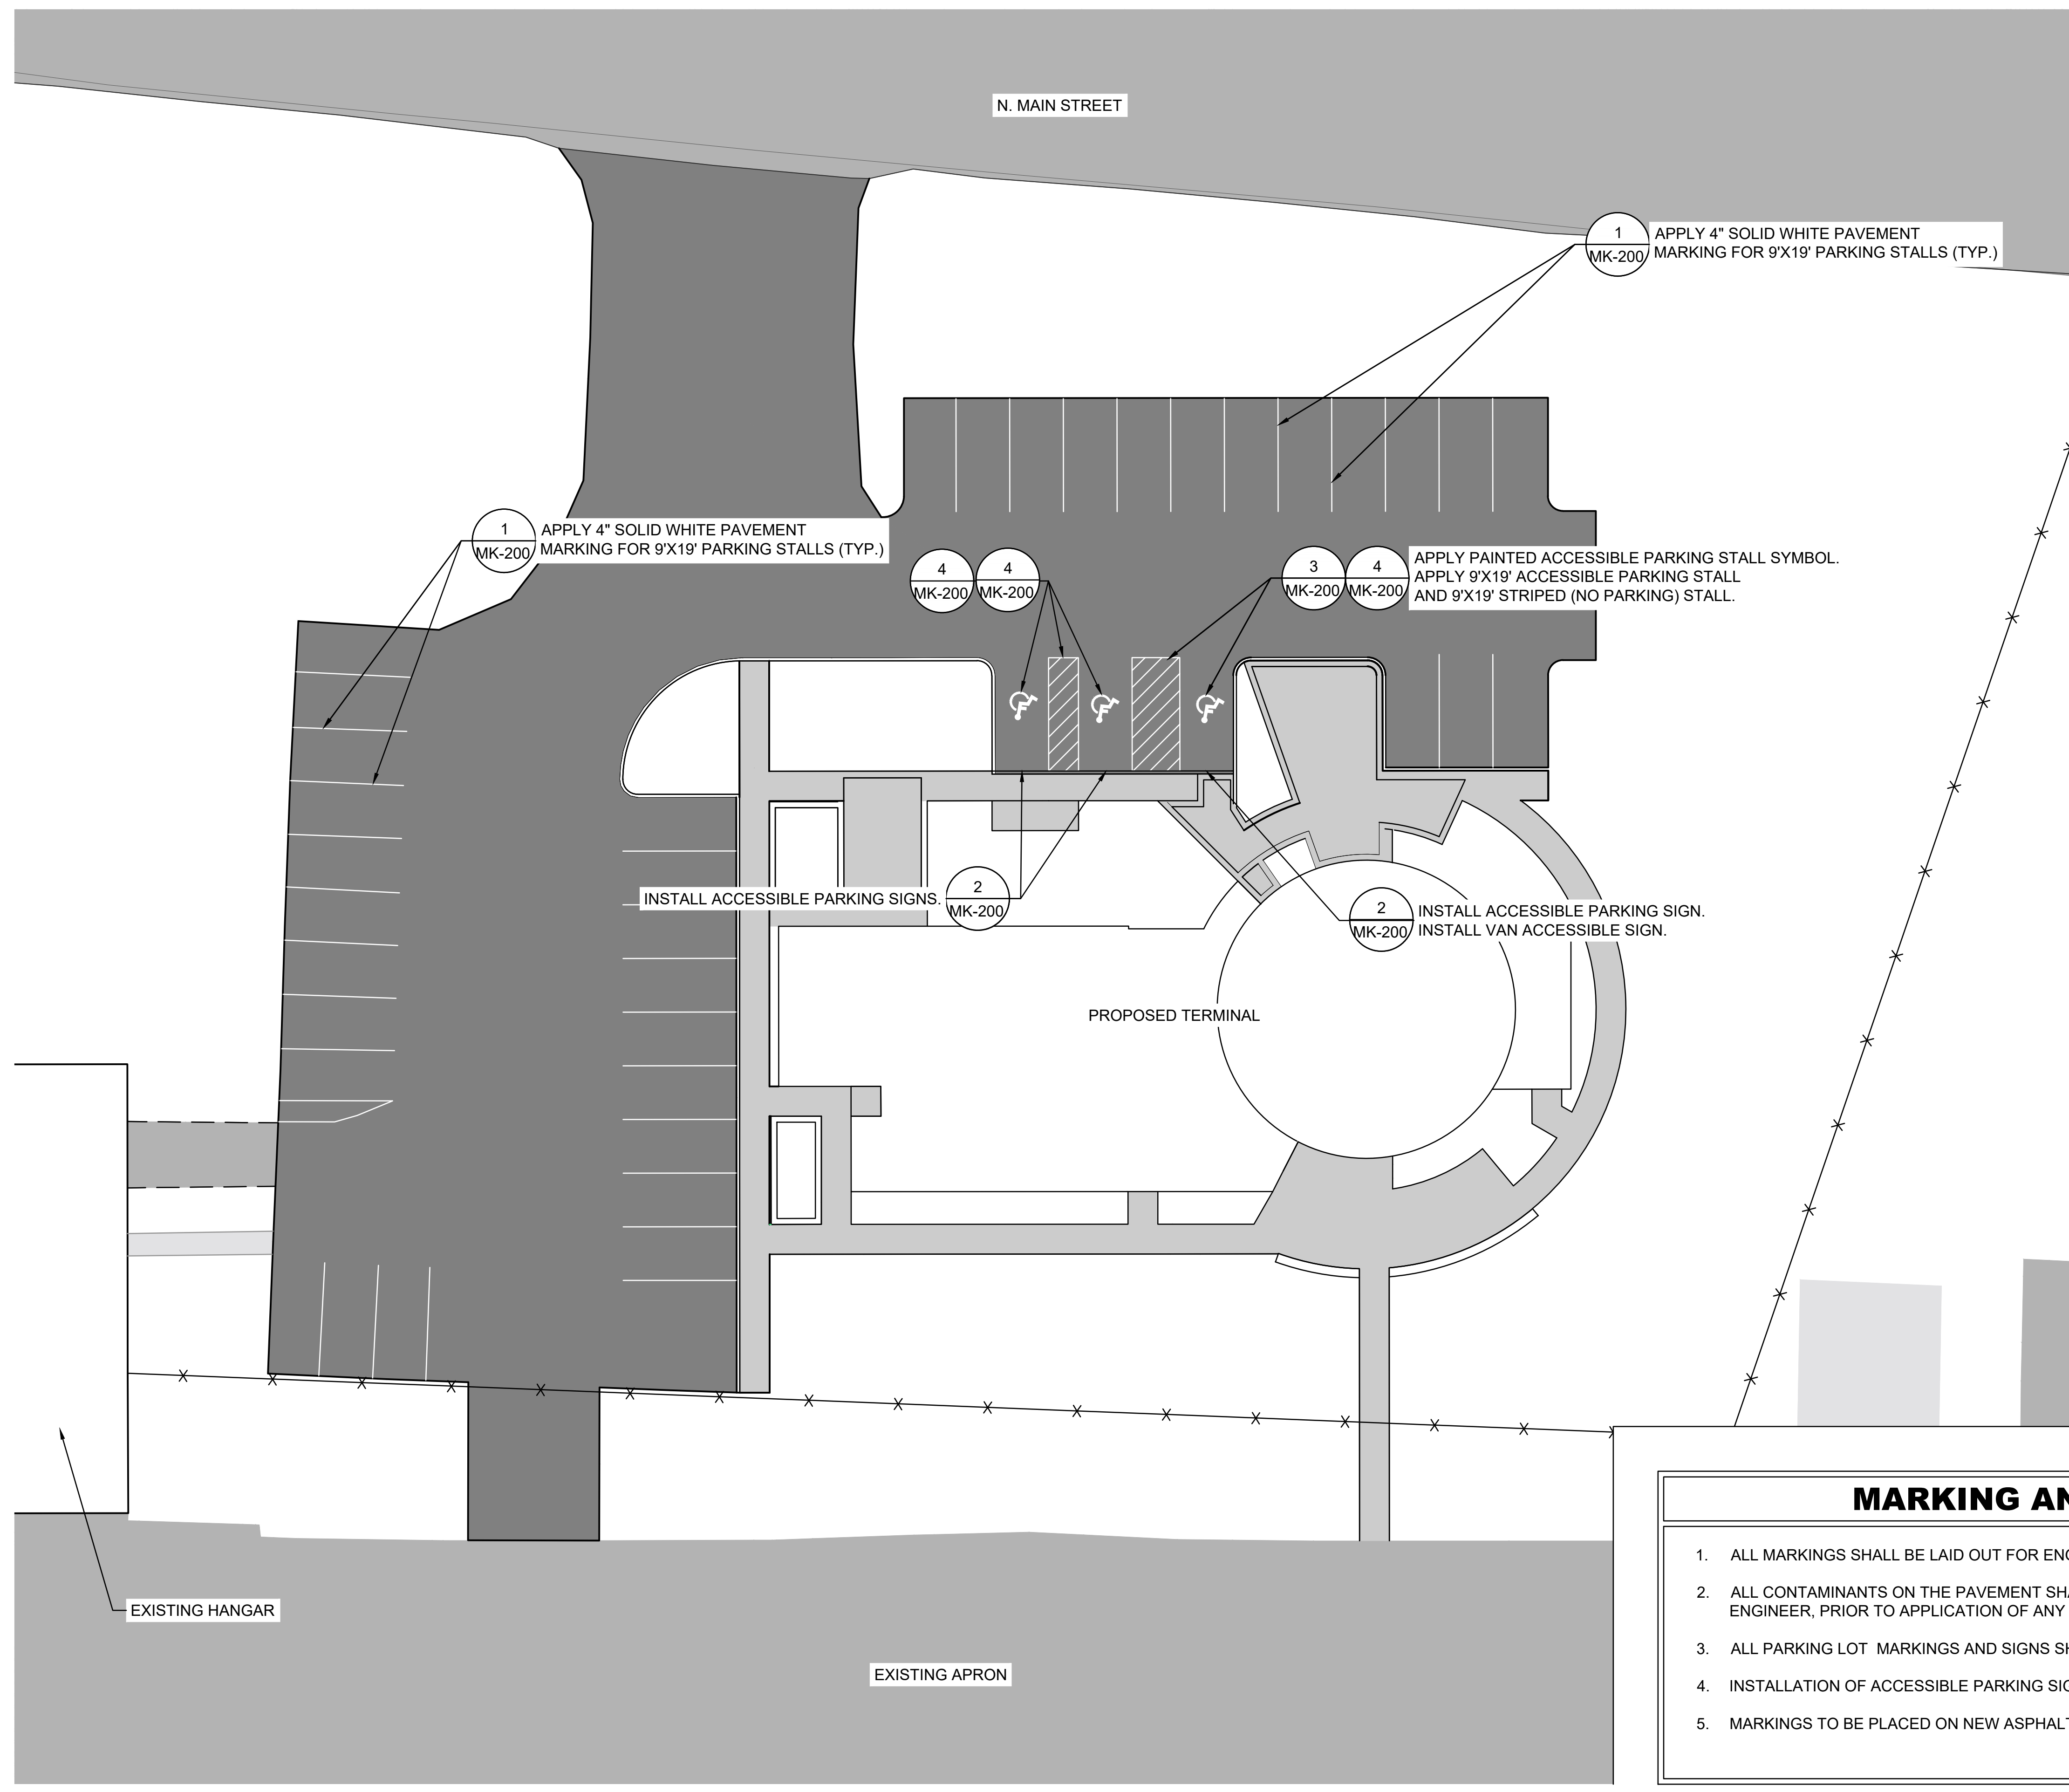 N. MAIN STREET
1
MK-200
APPLY 4" SOLID WHITE PAVEMENT
MARKING FOR 9'X19' PARKING STALLS (TYP.)
1
MK-200
APPLY 4" SOLID WHITE PAVEMENT
MARKING FOR 9'X19' PARKING STALLS (TYP.)
4
MK-200
4
MK-200
3
MK-200
4
MK-200
APPLY PAINTED ACCESSIBLE PARKING STALL SYMBOL.
APPLY 9'X19' ACCESSIBLE PARKING STALL
AND 9'X19' STRIPED (NO PARKING) STALL.
INSTALL ACCESSIBLE PARKING SIGNS.
2
MK-200
2
MK-200
INSTALL ACCESSIBLE PARKING SIGN.
INSTALL VAN ACCESSIBLE SIGN.
PROPOSED TERMINAL
EXISTING HANGAR
EXISTING APRON
MARKING
1. ALL MARKINGS SHALL BE LAID OUT FOR
2. ALL CONTAMINANTS ON THE PAVEMENT
ENGINEER, PRIOR TO APPLICATION OF ANY
3. ALL PARKING LOT MARKINGS AND SIGNS
4. INSTALLATION OF ACCESSIBLE PARKING
5. MARKINGS TO BE PLACED ON NEW